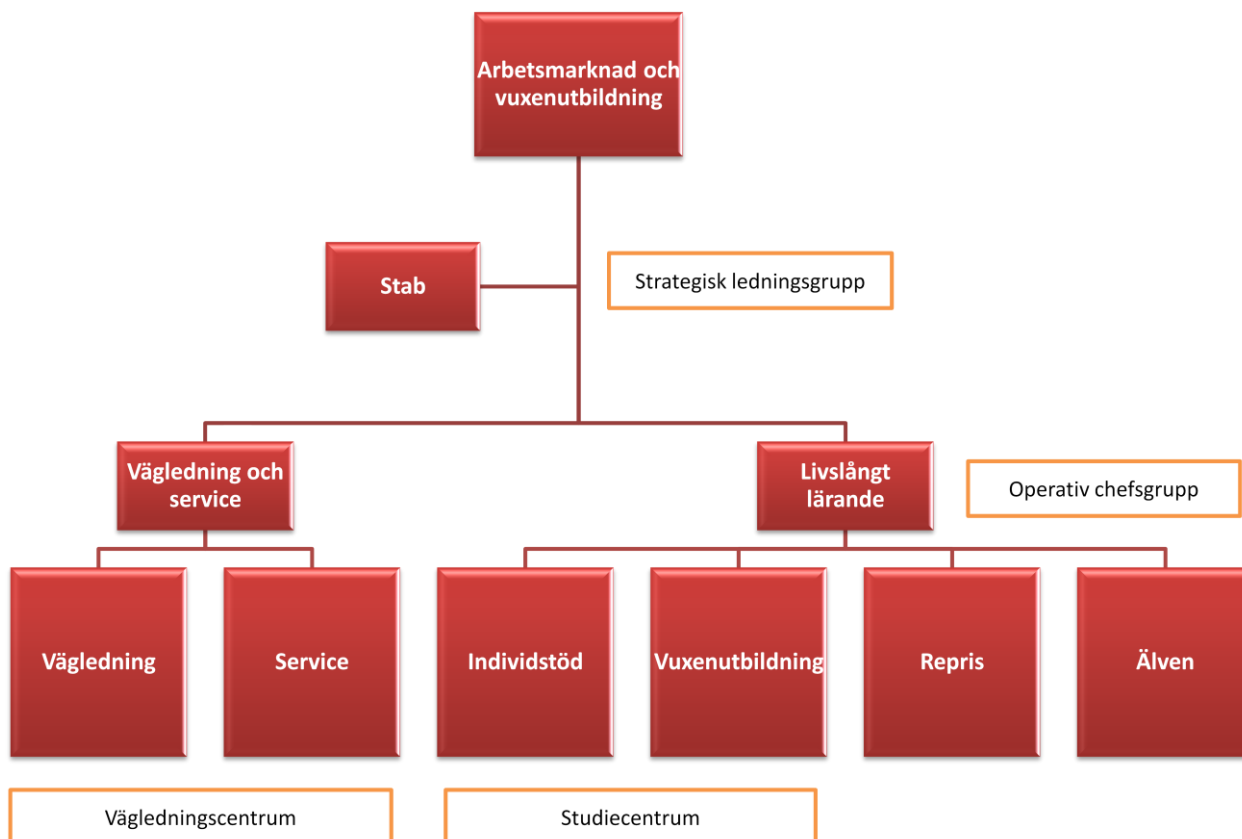 Arbetsmarknad och
vuxenutbildning
Stab
Strategisk ledningsgrupp
Vägledning och
service
Livslångt
lärande
Operativ chefsgrupp
Vägledning
Service
Individstöd
Vuxenutbildning
Repris
Älven
Vägledningscentrum
Studiecentrum